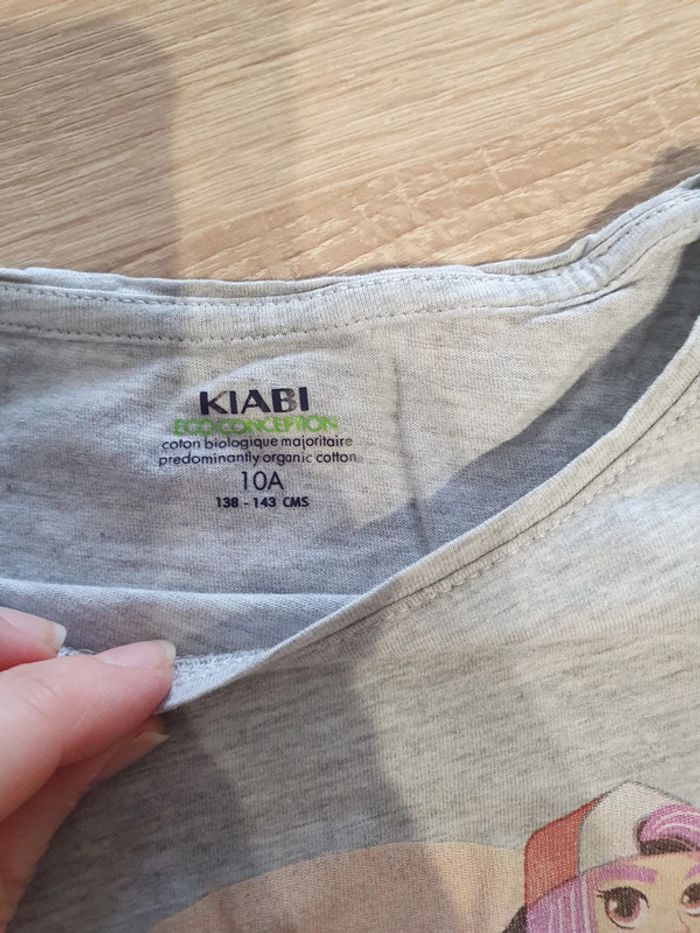 KIABI
ECOCONCEPTION
coton biologique majoritaire
predominantly organic cotton
10A
138 - 143 CMS